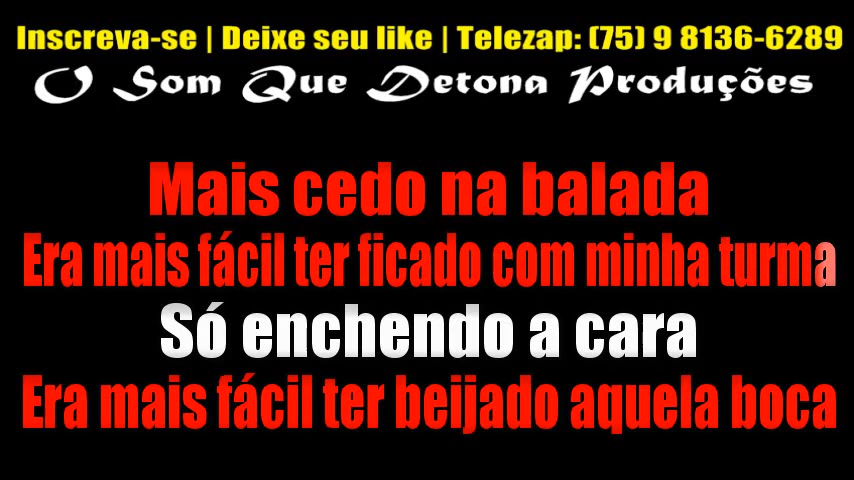 Inscreva-se | Deixe seu like | Telezap: (75) 9 8136-6289
O Som Que Detona Produções
Mais cedo na balada
Era mais fácil ter ficado com minha turma
Só enchendo a cara
Era mais fácil ter beijado aquela boca